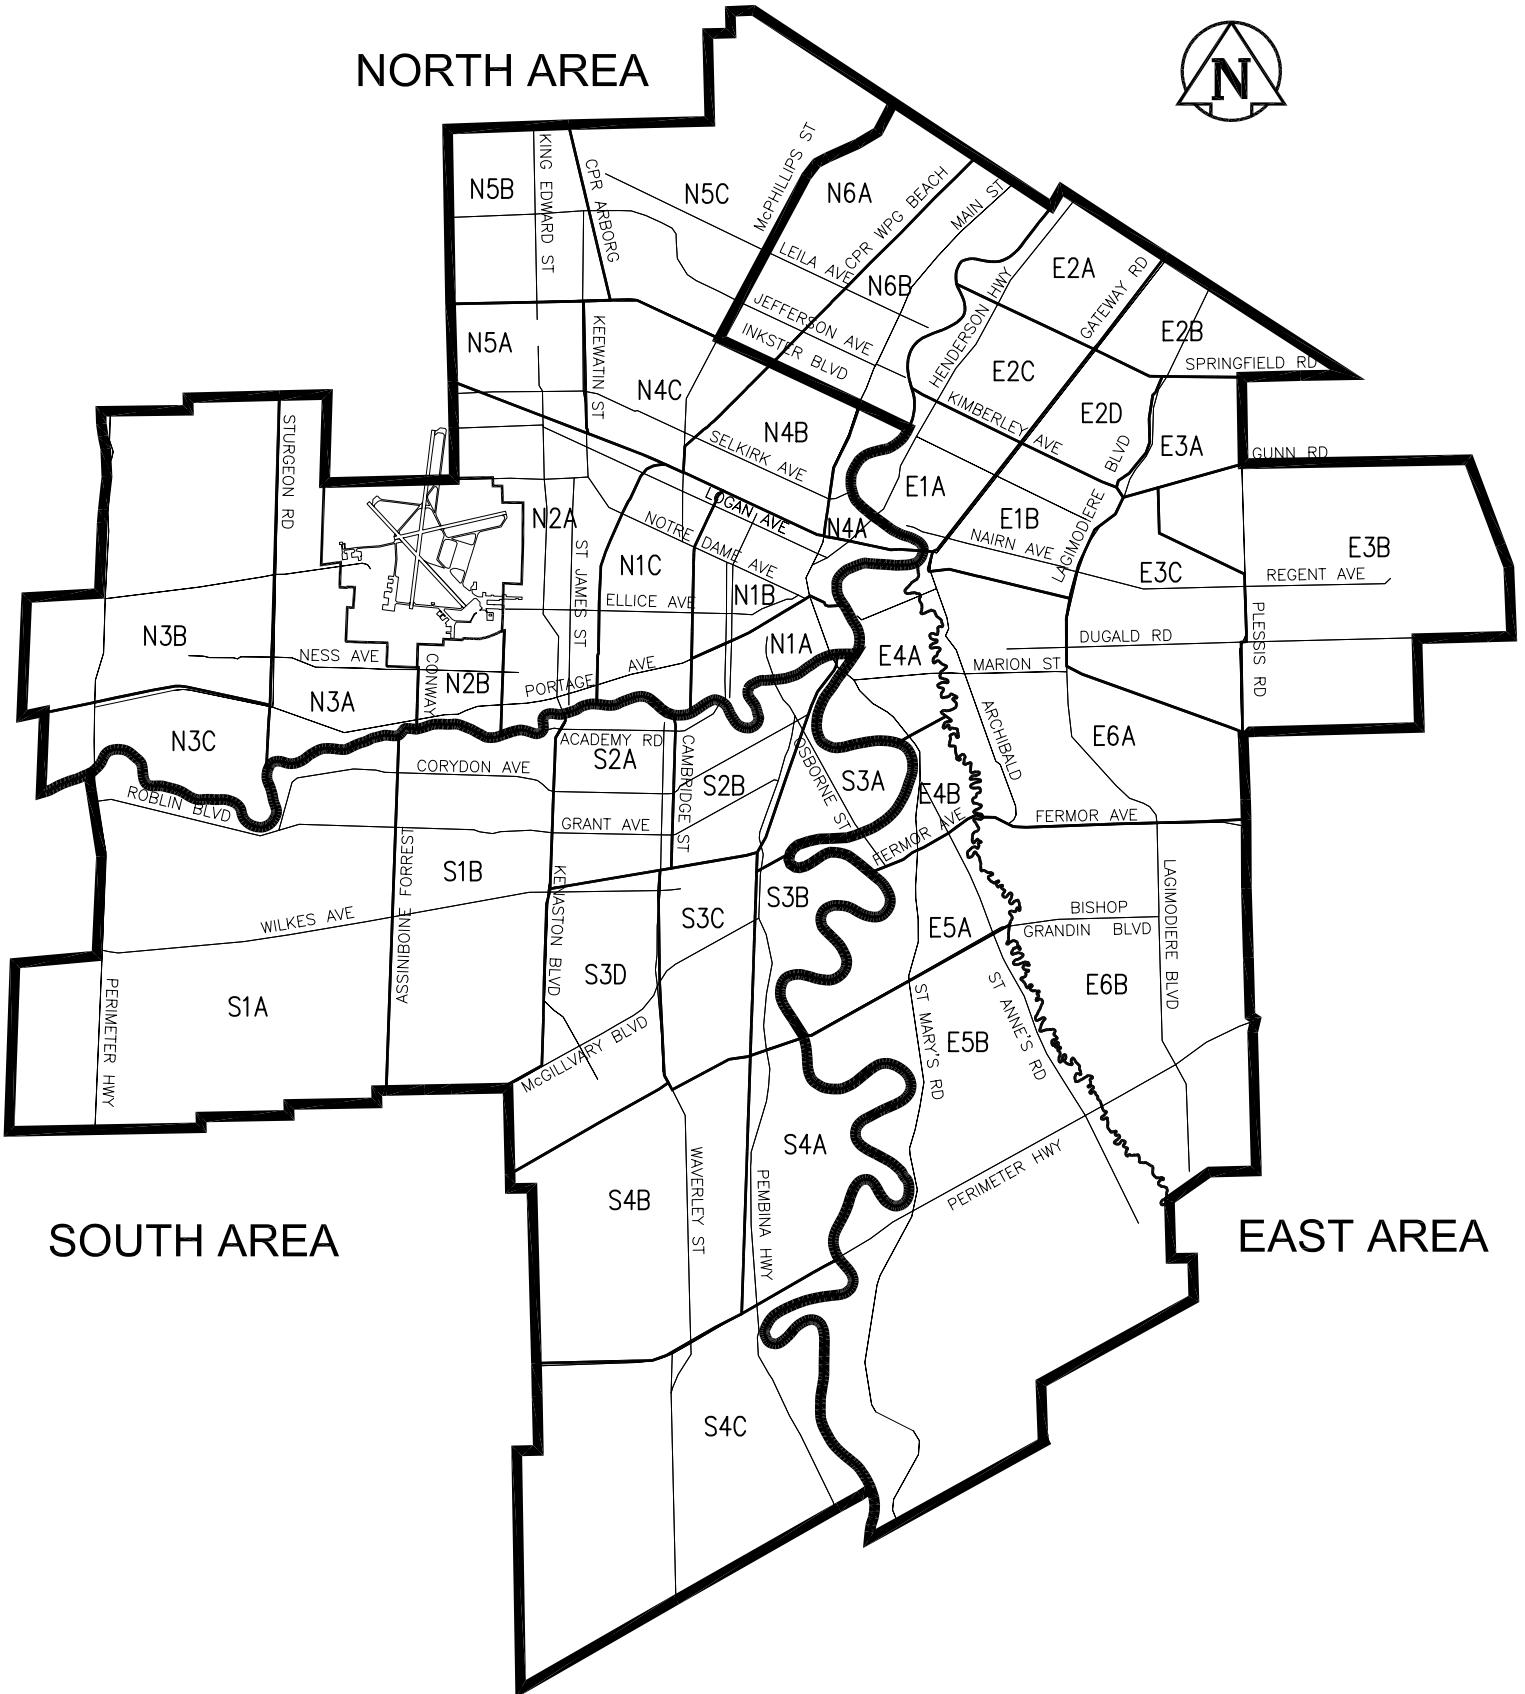 NORTH AREA
N
N5B
KING EDWARD ST
CPR ARBORG
N5C
McPHILLIPS ST
N6A
CPR WPG BEACH
MAIN ST
LEILA AVE
N6B
HENDERSON HWY
E2A
GATEWAY RD
E2B
SPRINGFIELD RD
JEFFERSON AVE
INKSTER BLVD
N5A
KEEWATIN ST
N4C
E2C
KIMBERLEY AVE
E2D
BLVD
LAGIMODIERE
E3A
GUNN RD
N4B
SELKIRK AVE
STURGEON RD
LOGAN AVE
N4A
NOTRE DAME AVE
N2A
ST JAMES ST
N1C
N1B
ELLICE AVE
E1A
E1B
NAIRN AVE
E3C
E3B
REGENT AVE
N3B
NESS AVE
CONWAY
N2B
PORTAGE AVE
N1A
E4A
MARION ST
DUGALD RD
PLESSIS RD
N3A
N3C
ACADEMY RD
CORYDON AVE
S2A
CAMBRIDGE ST
S2B
OSBORNE ST
S3A
ARCHIBALD
E6A
E4B
ROBLIN BLVD
GRANT AVE
FERMOR AVE
FERMOR AVE
ASSINIBOINE FORREST
S1B
KENASTON BLVD
WILKES AVE
S3C
S3B
E5A
BISHOP
GRANDIN BLVD
LAGIMODIERE BLVD
S3D
E6B
PERIMETER HWY
S1A
McGILLVARY BLVD
ST MARY'S RD
E5B
ST ANNE'S RD
S4A
S4B
WAVERLEY ST
PEMBINA HWY
PERIMETER HWY
SOUTH AREA
EAST AREA
S4C